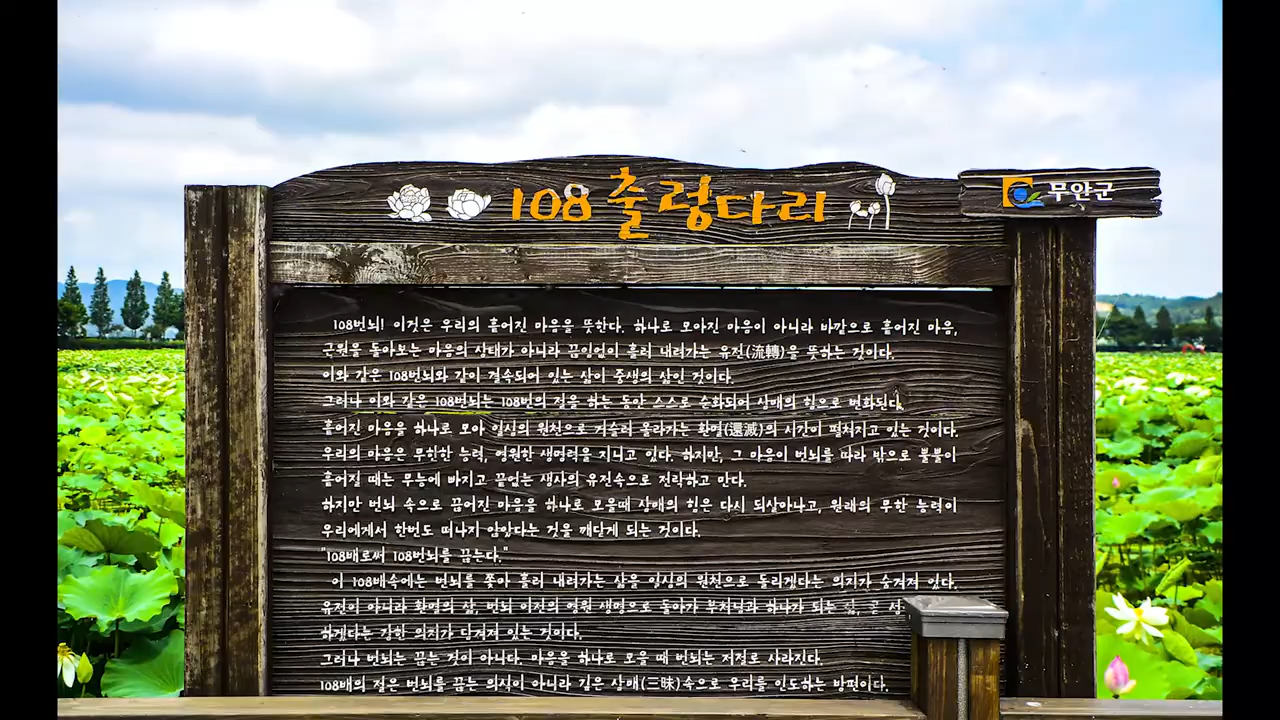 108 출렁다리
무안군
108번뇌! 이것은 우리의 흩어진 마음을 뜻한다. 하나로 모아진 마음이 아니라 바깥으로 흩어진 마음,
근원을 돌아보는 마음의 상태가 아니라 끊임없이 흘러 내려가는 유전(流轉)을 뜻하는 것이다.
이와 같은 108번뇌와 같이 결속되어 있는 삶이 중생의 삶인 것이다.
그러나 이와 같은 108번뇌는 108번의 절을 하는 동안 스스로 순화되어 삼매의 힘으로 변화된다.
흩어진 마음을 하나로 모아 일심의 원천으로 거슬러 올라가는 환멸(還滅)의 시간이 펼쳐지고 있는 것이다.
우리의 마음은 무한한 능력, 영원한 생명력을 지니고 있다. 하지만, 그 마음이 번뇌를 따라 밖으로 뿔뿔이
흩어질 때는 무능에 빠지고 끝없는 생사의 유전속으로 전락하고 만다.
하지만 번뇌 속으로 흩어진 마음을 하나로 모을때 삼매의 힘은 다시 되살아나고, 원래의 무한 능력이
우리에게서 한번도 떠나지 않았다는 것을 깨닫게 되는 것이다.
"108배로써 108번뇌를 끊는다."
이 108배속에는 번뇌를 쫓아 흘러 내려가는 삶을 일심의 원천으로 돌리겠다는 의지가 숨겨져 있다.
유전이 아니라 환멸의 삶, 번뇌 이전의 영원 생명으로 돌아가 부처님과 하나가 되는 삶, 곧 성
하겠다는 강한 의지가 담겨져 있는 것이다.
그러나 번뇌는 끊는 것이 아니다. 마음을 하나로 모을 때 번뇌는 저절로 사라진다.
108배의 절은 번뇌를 끊는 의식이 아니라 깊은 삼매(三昧)속으로 우리를 인도하는 방편이다.